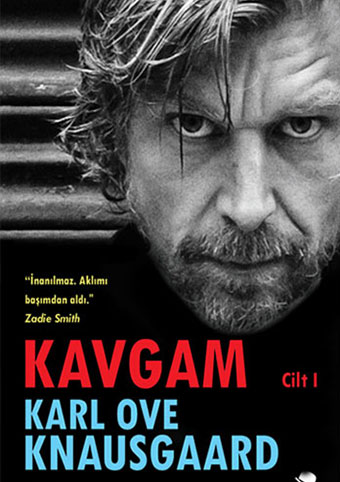 “İnanılmaz. Aklımı
başımdan aldı.”
Zadie Smith
KAVGAM
Cilt I
KARL OVE
KNAUSGAARD